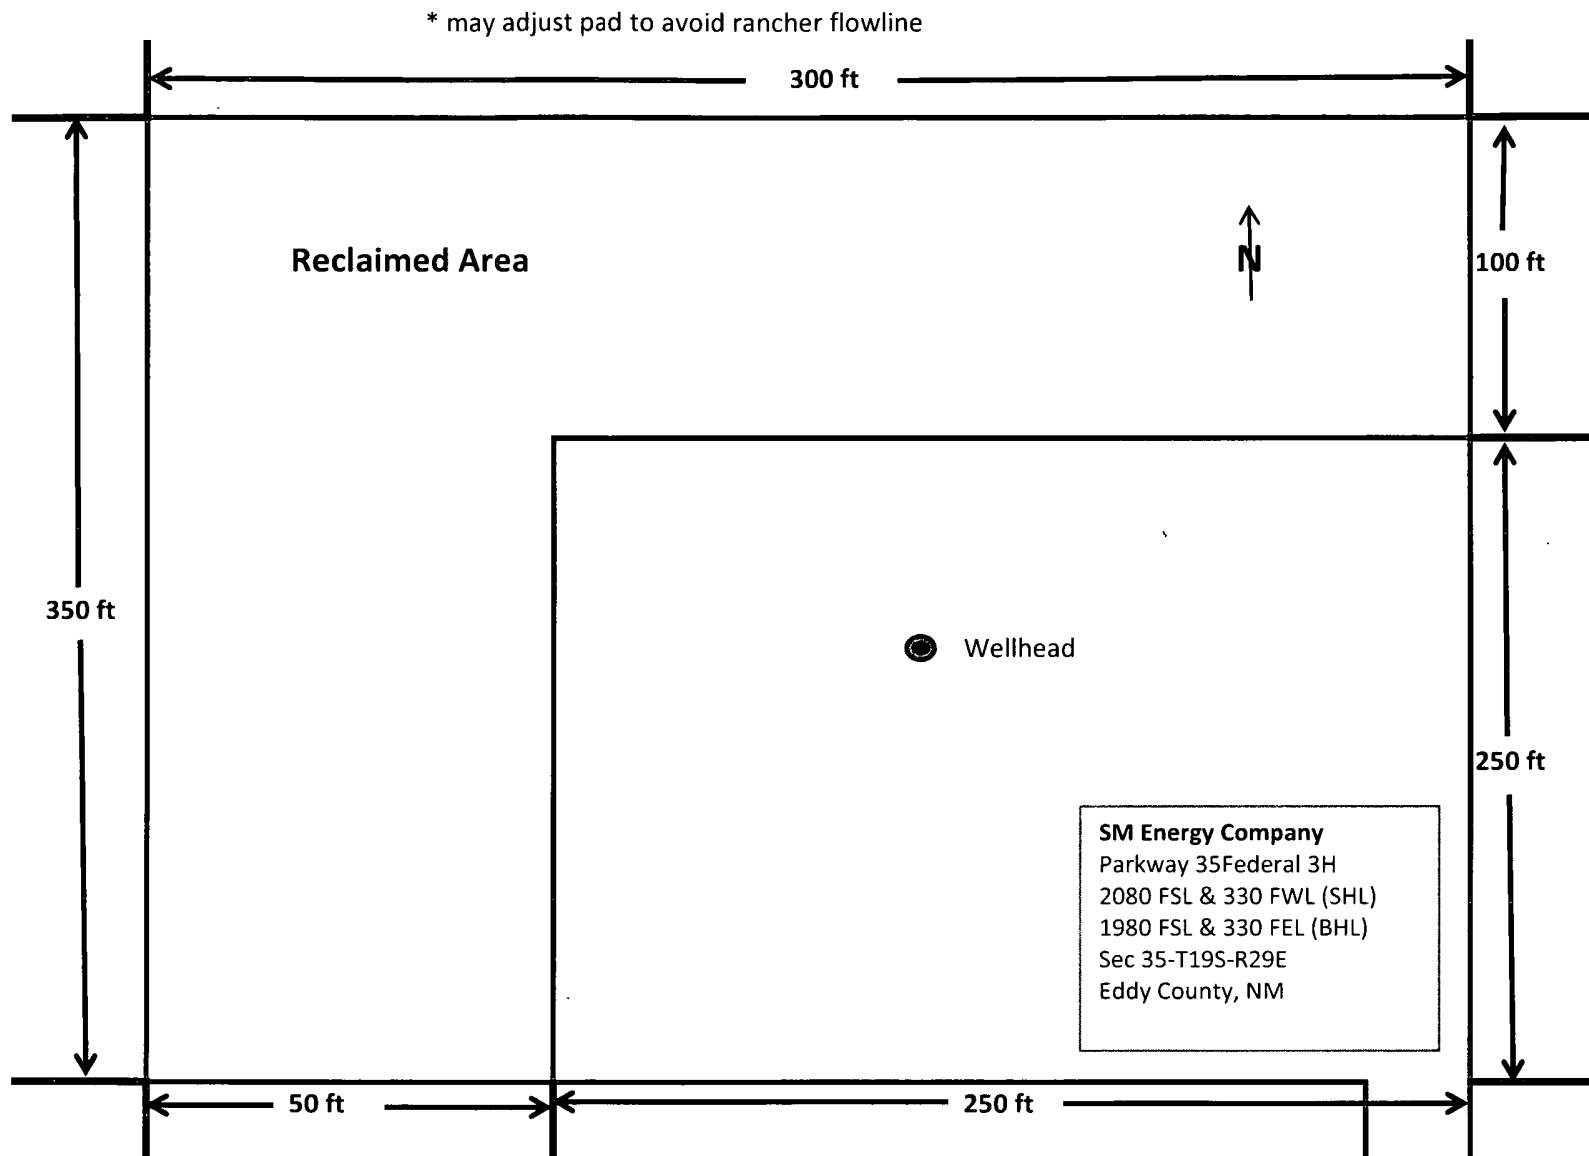 * may adjust pad to avoid rancher flowline
300 ft
Reclaimed Area
N
100 ft
350 ft
Wellhead
250 ft
SM Energy Company
Parkway 35Federal 3H
2080 FSL & 330 FWL (SHL)
1980 FSL & 330 FEL (BHL)
Sec 35-T19S-R29E
Eddy County, NM
50 ft
250 ft